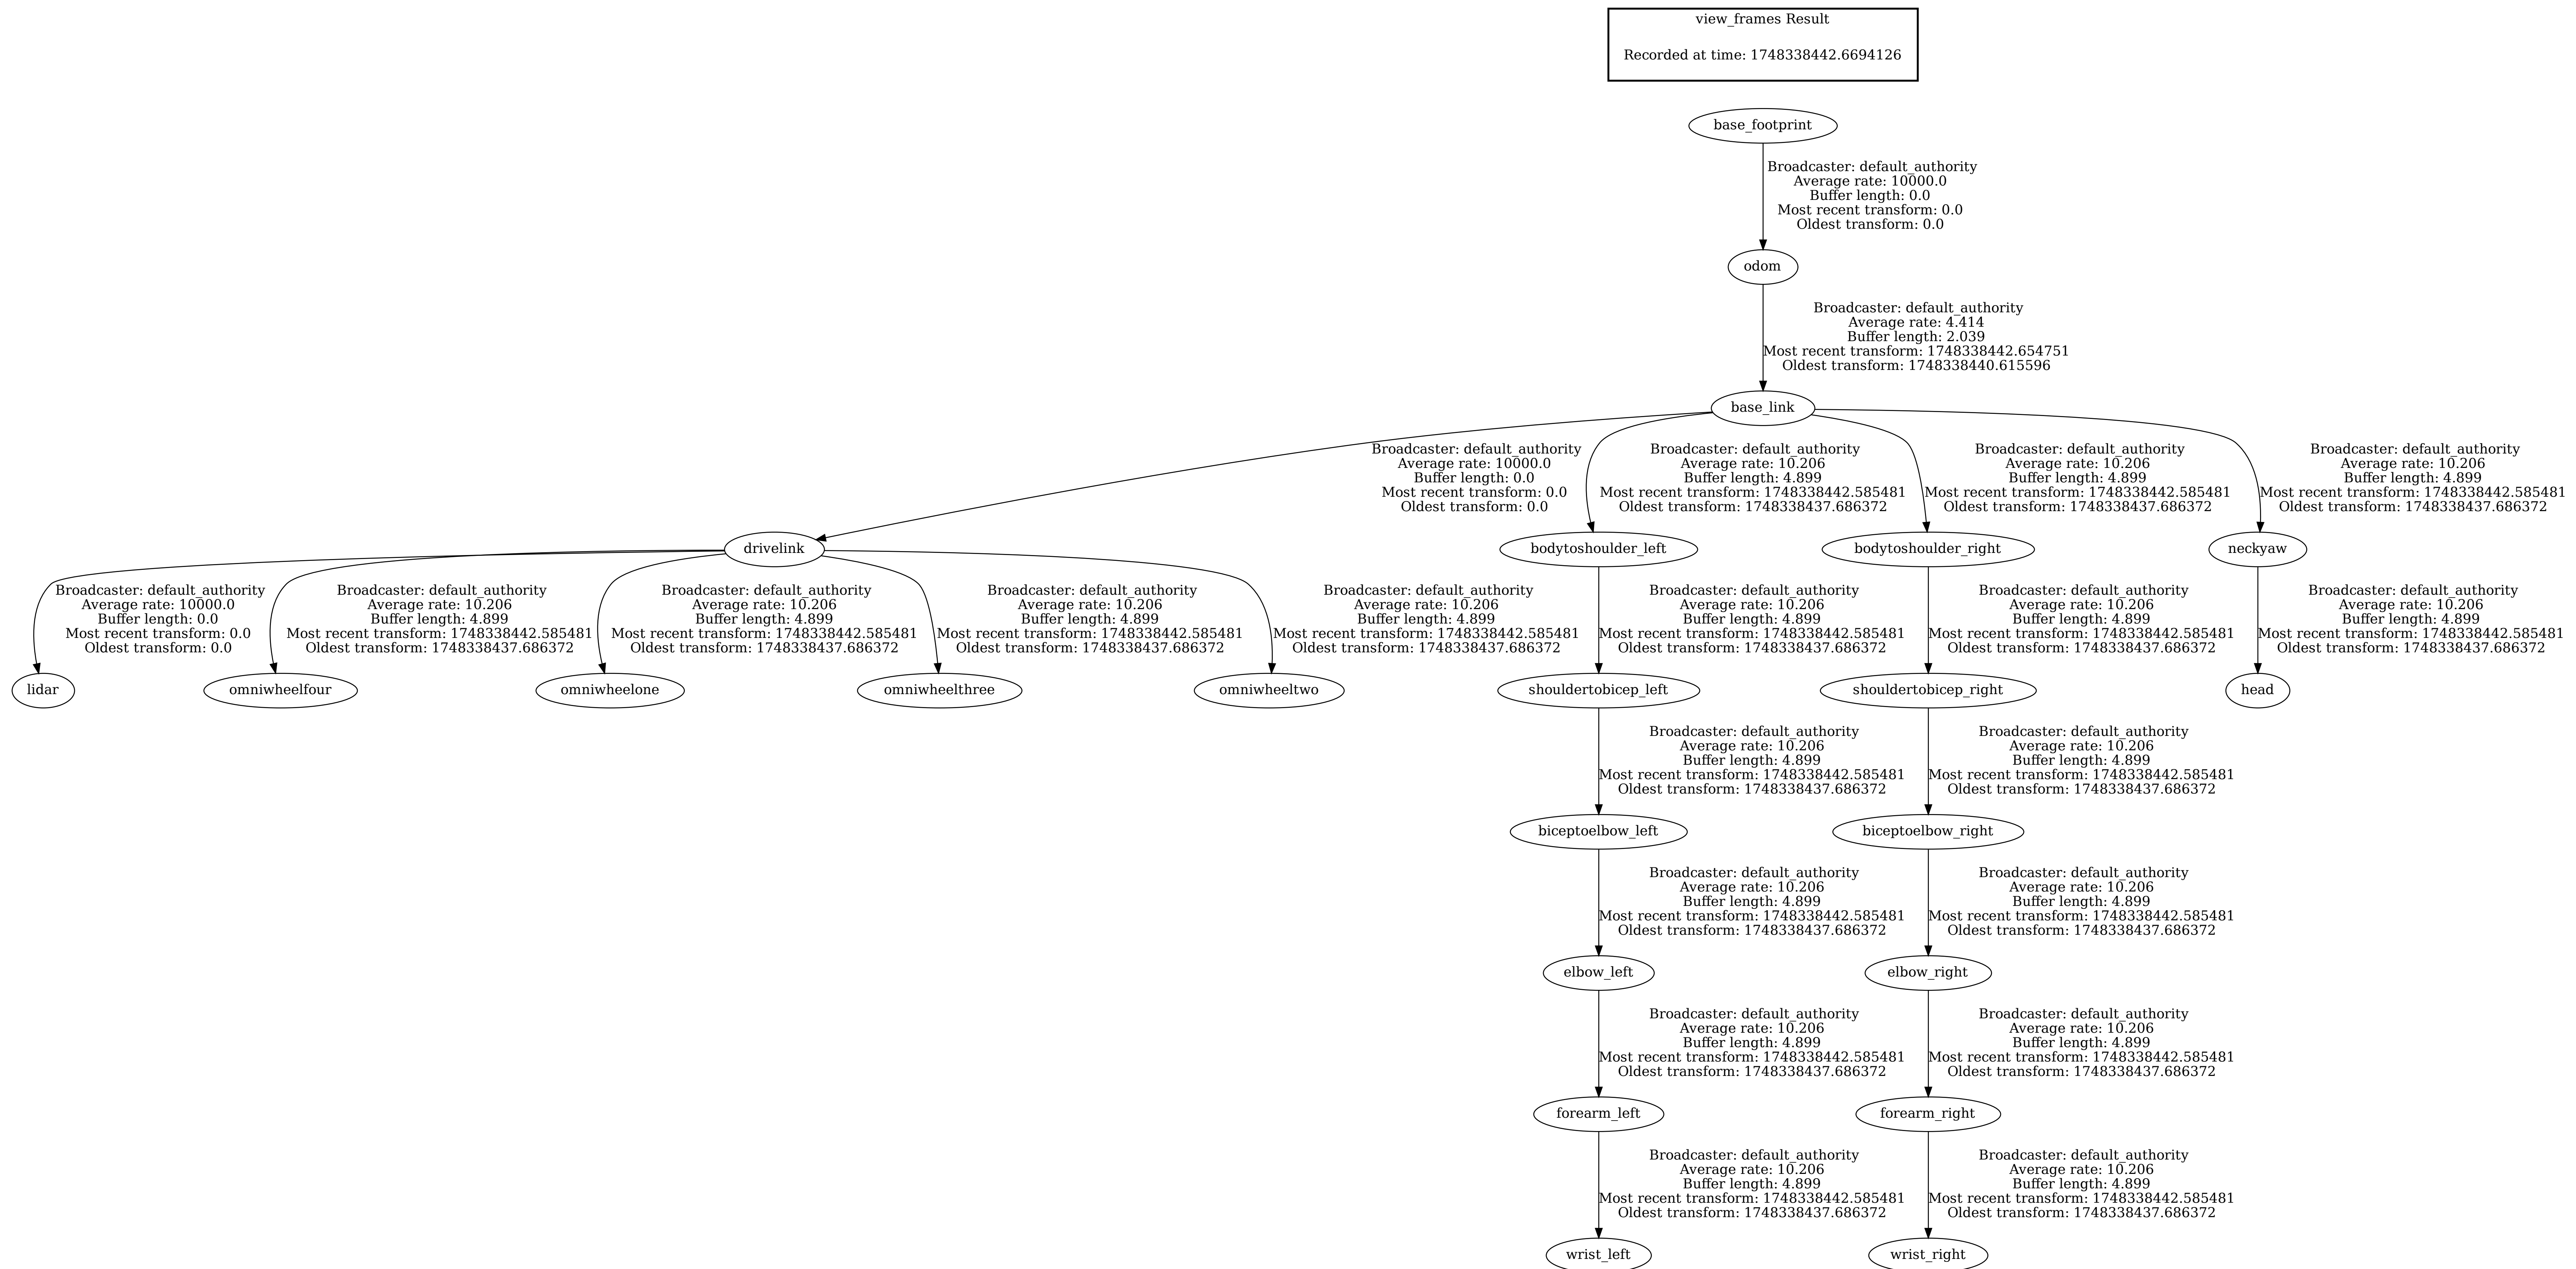 view_frames Result
Recorded at time: 1748338442.6694126
base_footprint
Broadcaster: default_authority
Average rate: 10000.0
Buffer length: 0.0
Most recent transform: 0.0
Oldest transform: 0.0
odom
Broadcaster: default_authority
Average rate: 4.414
Buffer length: 2.039
Most recent transform: 1748338442.654751
Oldest transform: 1748338440.615596
base_link
Broadcaster: default_authority
Average rate: 10000.0
Buffer length: 0.0
Most recent transform: 0.0
Oldest transform: 0.0
Broadcaster: default_authority
Average rate: 10.206
Buffer length: 4.899
Most recent transform: 1748338442.585481
Oldest transform: 1748338437.686372
Broadcaster: default_authority
Average rate: 10.206
Buffer length: 4.899
Most recent transform: 1748338442.585481
Oldest transform: 1748338437.686372
Broadcaster: default_authority
Average rate: 10.206
Buffer length: 4.899
Most recent transform: 1748338442.585481
Oldest transform: 1748338437.686372
drivelink
bodytoshoulder_left
bodytoshoulder_right
neckyaw
Broadcaster: default_authority
Average rate: 10000.0
Buffer length: 0.0
Most recent transform: 0.0
Oldest transform: 0.0
Broadcaster: default_authority
Average rate: 10.206
Buffer length: 4.899
Most recent transform: 1748338442.585481
Oldest transform: 1748338437.686372
Broadcaster: default_authority
Average rate: 10.206
Buffer length: 4.899
Most recent transform: 1748338442.585481
Oldest transform: 1748338437.686372
Broadcaster: default_authority
Average rate: 10.206
Buffer length: 4.899
Most recent transform: 1748338442.585481
Oldest transform: 1748338437.686372
Broadcaster: default_authority
Average rate: 10.206
Buffer length: 4.899
Most recent transform: 1748338442.585481
Oldest transform: 1748338437.686372
Broadcaster: default_authority
Average rate: 10.206
Buffer length: 4.899
Most recent transform: 1748338442.585481
Oldest transform: 1748338437.686372
Broadcaster: default_authority
Average rate: 10.206
Buffer length: 4.899
Most recent transform: 1748338442.585481
Oldest transform: 1748338437.686372
Broadcaster: default_authority
Average rate: 10.206
Buffer length: 4.899
Most recent transform: 1748338442.585481
Oldest transform: 1748338437.686372
lidar
omniwheelfour
omniwheelone
omniwheelthree
omniwheeltwo
shouldertobicep_left
shouldertobicep_right
head
Broadcaster: default_authority
Average rate: 10.206
Buffer length: 4.899
Most recent transform: 1748338442.585481
Oldest transform: 1748338437.686372
Broadcaster: default_authority
Average rate: 10.206
Buffer length: 4.899
Most recent transform: 1748338442.585481
Oldest transform: 1748338437.686372
biceptoelbow_left
biceptoelbow_right
Broadcaster: default_authority
Average rate: 10.206
Buffer length: 4.899
Most recent transform: 1748338442.585481
Oldest transform: 1748338437.686372
Broadcaster: default_authority
Average rate: 10.206
Buffer length: 4.899
Most recent transform: 1748338442.585481
Oldest transform: 1748338437.686372
elbow_left
elbow_right
Broadcaster: default_authority
Average rate: 10.206
Buffer length: 4.899
Most recent transform: 1748338442.585481
Oldest transform: 1748338437.686372
Broadcaster: default_authority
Average rate: 10.206
Buffer length: 4.899
Most recent transform: 1748338442.585481
Oldest transform: 1748338437.686372
forearm_left
forearm_right
Broadcaster: default_authority
Average rate: 10.206
Buffer length: 4.899
Most recent transform: 1748338442.585481
Oldest transform: 1748338437.686372
Broadcaster: default_authority
Average rate: 10.206
Buffer length: 4.899
Most recent transform: 1748338442.585481
Oldest transform: 1748338437.686372
wrist_left
wrist_right